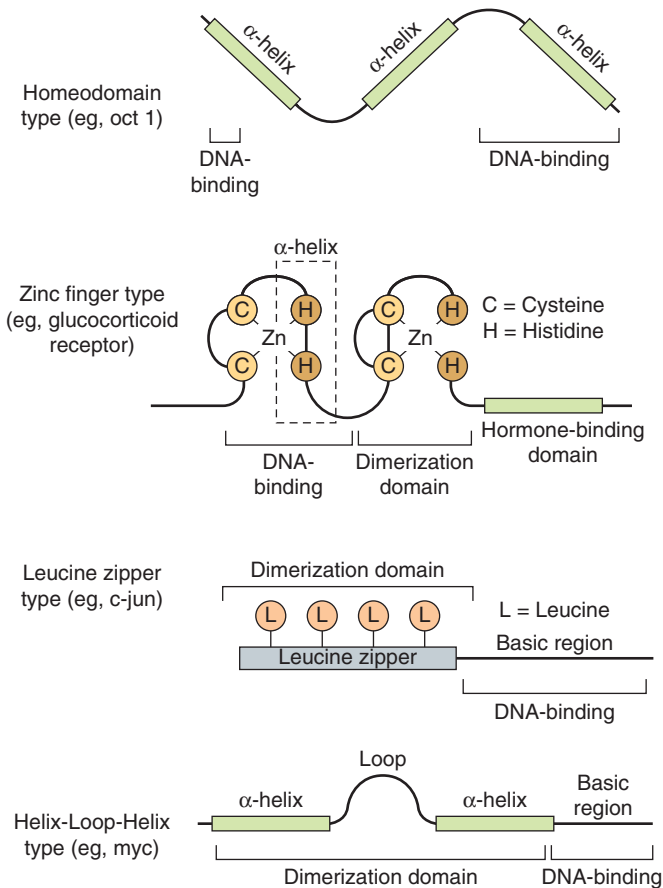 α-helix
α-helix
α-helix
Homeodomain
type (eg, oct 1)
DNA-
binding
DNA-binding
α-helix
Zinc finger type
(eg, glucocorticoid
receptor)
C H C H
Zn Zn
C H C H
C = Cysteine
H = Histidine
DNA-
binding
Dimerization
domain
Hormone-binding
domain
Leucine zipper
type (eg, c-jun)
Dimerization domain
L L L L
L = Leucine
Leucine zipper
Basic region
DNA-binding
Loop
Helix-Loop-Helix
type (eg, myc)
α-helix
α-helix
Basic
region
Dimerization domain
DNA-binding